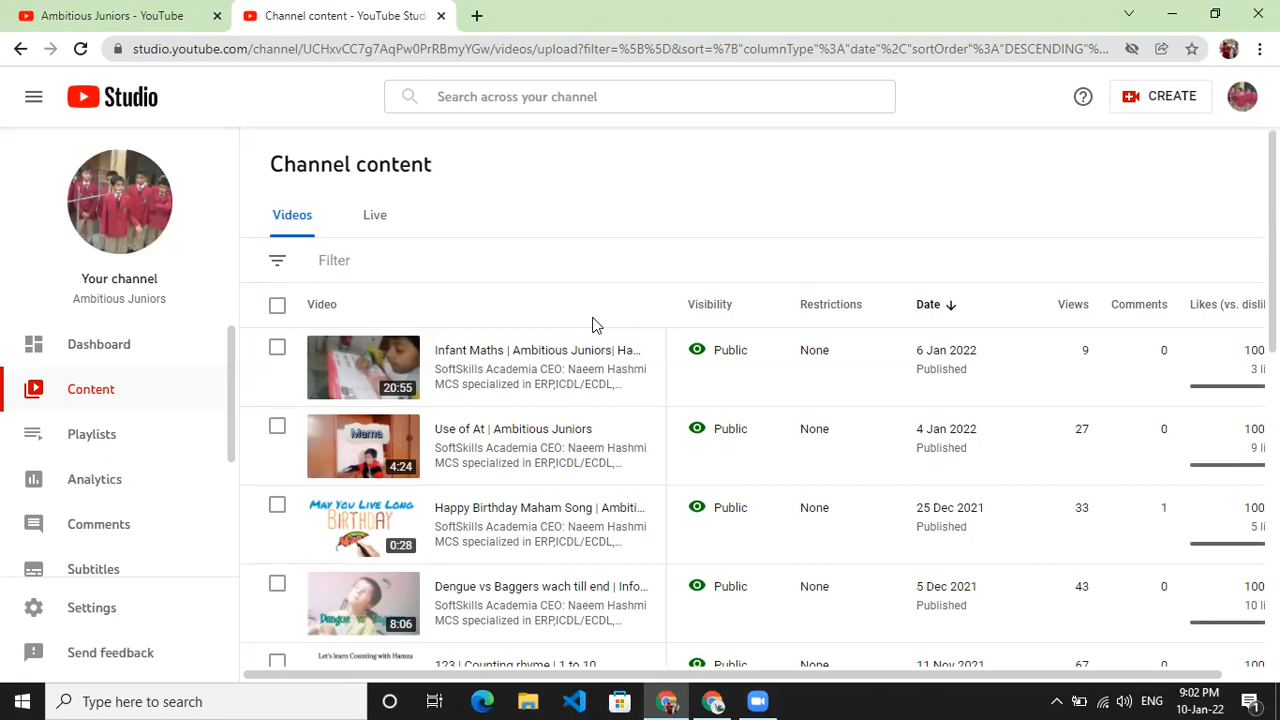 Ambitious Juniors - YouTube
Channel content - YouTube Studi
studio.youtube.com/channel/UCHxvCC7g7AqPw0PrRBmyYGw/videos/upload?filter=%5B%5D&sort=%7B"columnType"%3A"date"%2C"sortOrder"%3A"DESCENDING"%...
Studio
Search across your channel
CREATE
Your channel
Ambitious Juniors
Dashboard
Content
Playlists
Analytics
Comments
Subtitles
Settings
Send feedback
Channel content
Videos Live
Filter
Video Visibility Restrictions Date Views Comments Likes (vs. disli
20:55
Infant Maths | Ambitious Juniors| Ha... Public None 6 Jan 2022 9 0 100
SoftSkills Academia CEO: Naeem Hashmi Published 3 li
MCS specialized in ERP,ICDL/ECDL,...
Mama
4:24
Use of At | Ambitious Juniors Public None 4 Jan 2022 27 0 100
SoftSkills Academia CEO: Naeem Hashmi Published 9 li
MCS specialized in ERP,ICDL/ECDL,...
MAY YOU LIVE LONG
BIRTHDAY
0:28
Happy Birthday Maham Song | Ambiti... Public None 25 Dec 2021 33 1 100
SoftSkills Academia CEO: Naeem Hashmi Published 5 li
MCS specialized in ERP,ICDL/ECDL,...
Dengue vs
8:06
Dengue vs Baggers wach till end | Info... Public None 5 Dec 2021 43 0 100
SoftSkills Academia CEO: Naeem Hashmi Published 10 li
MCS specialized in ERP,ICDL/ECDL,...
Let's learn Counting with Hamza
123 | Counting rhyme | 1 to 10 Public None 11 Nov 2021 67 0 100
Type here to search
ENG
9:02 PM
10-Jan-22
1